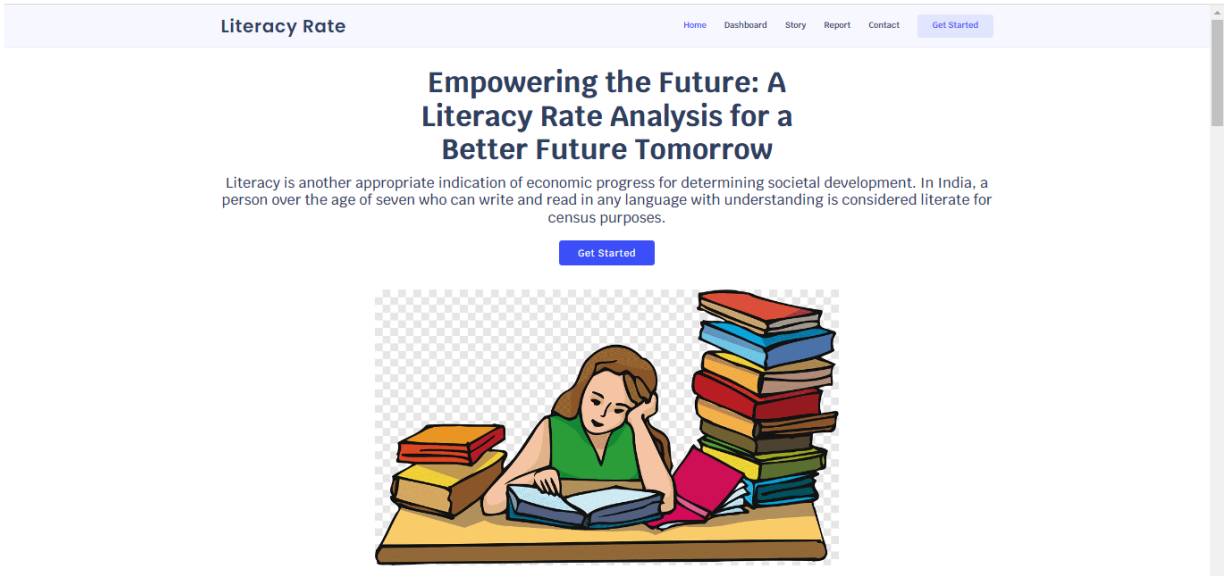 Literacy Rate
Home Dashboard Story Report Contact Get Started
Empowering the Future: A
Literacy Rate Analysis for a
Better Future Tomorrow
Literacy is another appropriate indication of economic progress for determining societal development. In India, a
person over the age of seven who can write and read in any language with understanding is considered literate for
census purposes.
Get Started